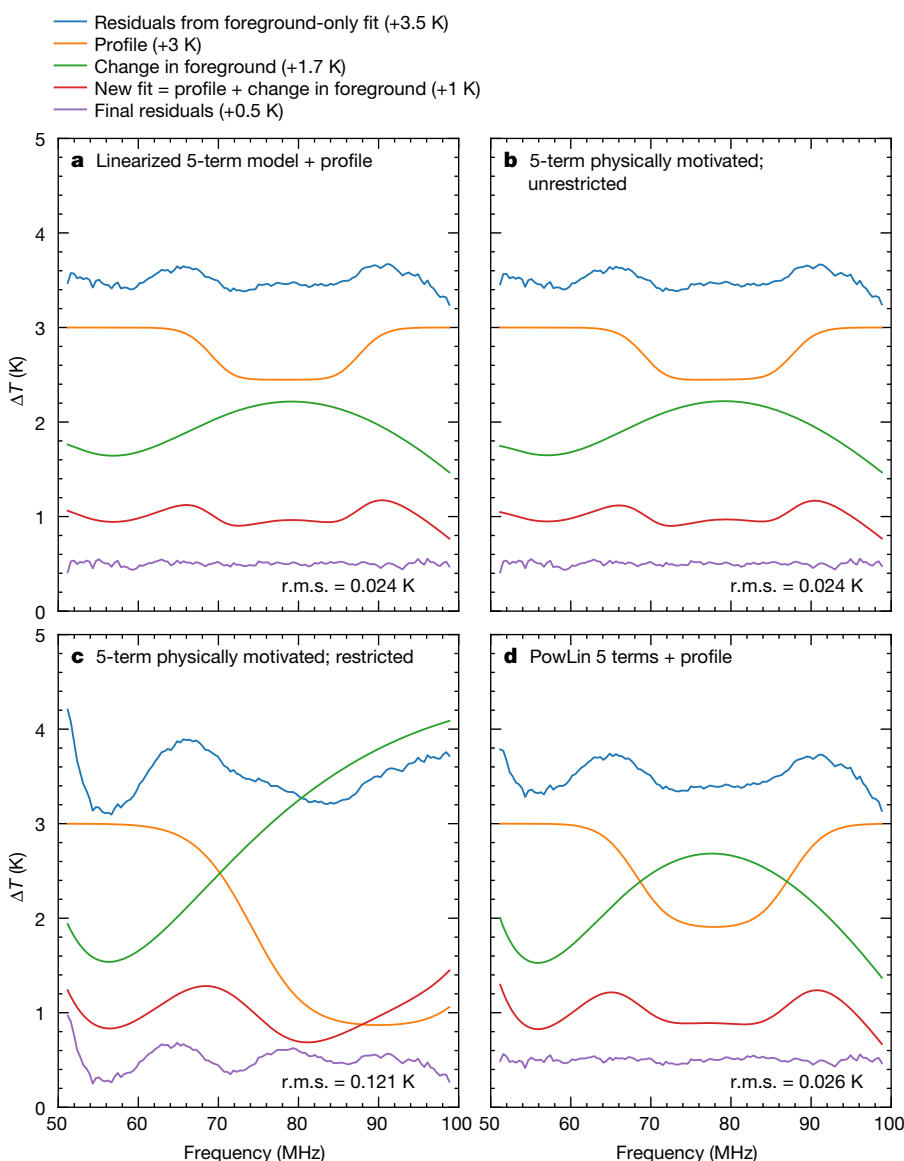 Residuals from foreground-only fit (+3.5 K)
Profile (+3 K)
Change in foreground (+1.7 K)
New fit = profile + change in foreground (+1 K)
Final residuals (+0.5 K)
5
a Linearized 5-term model + profile
b 5-term physically motivated;
unrestricted
4
3
ΔT (K)
2
1
r.m.s. = 0.024 K
r.m.s. = 0.024 K
0
5
c 5-term physically motivated; restricted
d PowLin 5 terms + profile
4
3
ΔT (K)
2
1
r.m.s. = 0.121 K
r.m.s. = 0.026 K
0
50 60 70 80 90 100 50 60 70 80 90 100
Frequency (MHz) Frequency (MHz)